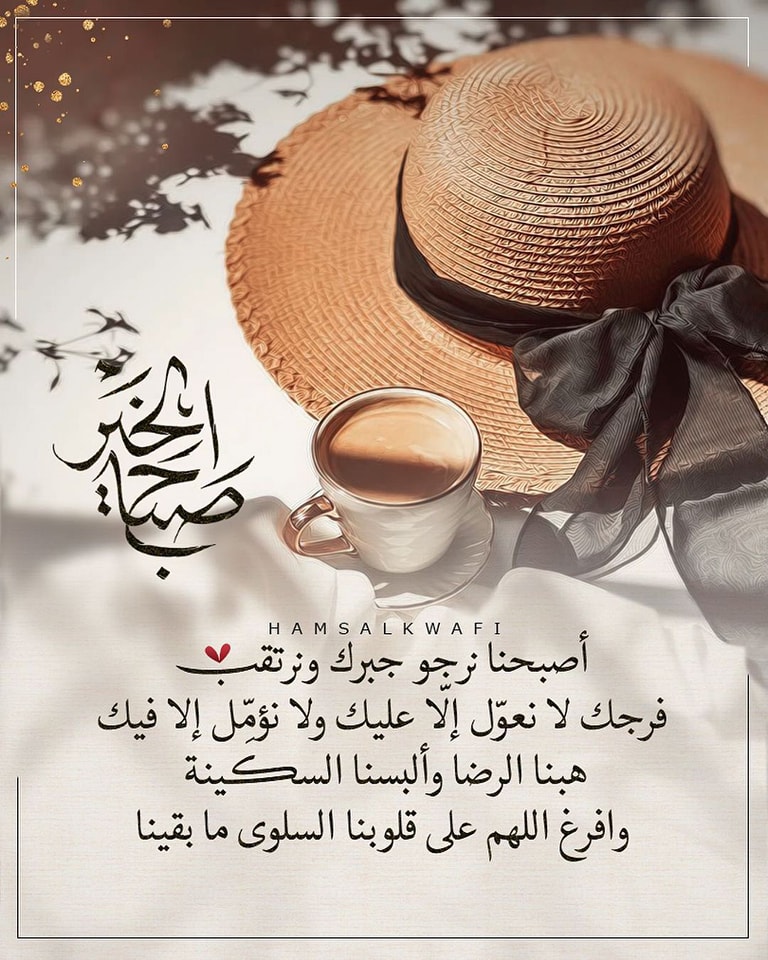 صباح
الخير
HAMSALKWAFI
أصبحنا نرجو جبرك ونرتقب
فرجك لا نعوّل إلّا عليك ولا نؤمِّل إلا فيك
هبنا الرضا وألبسنا السكينة
وافرغ اللهم على قلوبنا السلوى ما بقينا